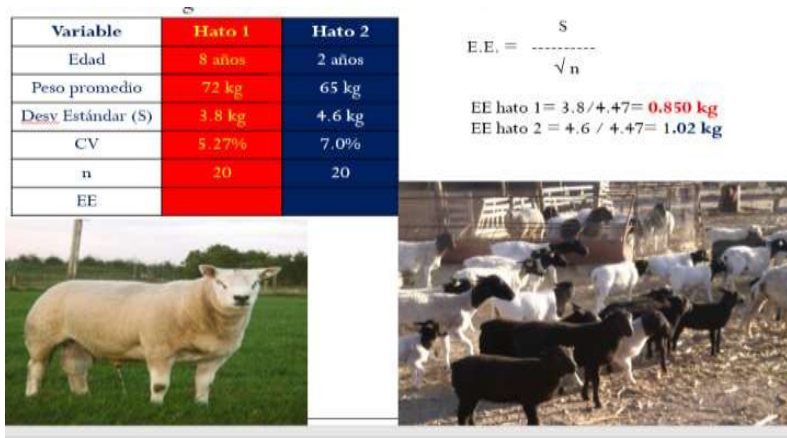 Variable Hato 1 Hato 2
Edad 8 años 2 años
Peso promedio 72 kg 65 kg
Desv Estándar (S) 3.8 kg 4.6 kg
CV 5.27% 7.0%
n 20 20
EE
S
E.E. = ----------
√ n
EE hato 1= 3.8/4.47= 0.850 kg
EE hato 2 = 4.6 / 4.47= 1.02 kg